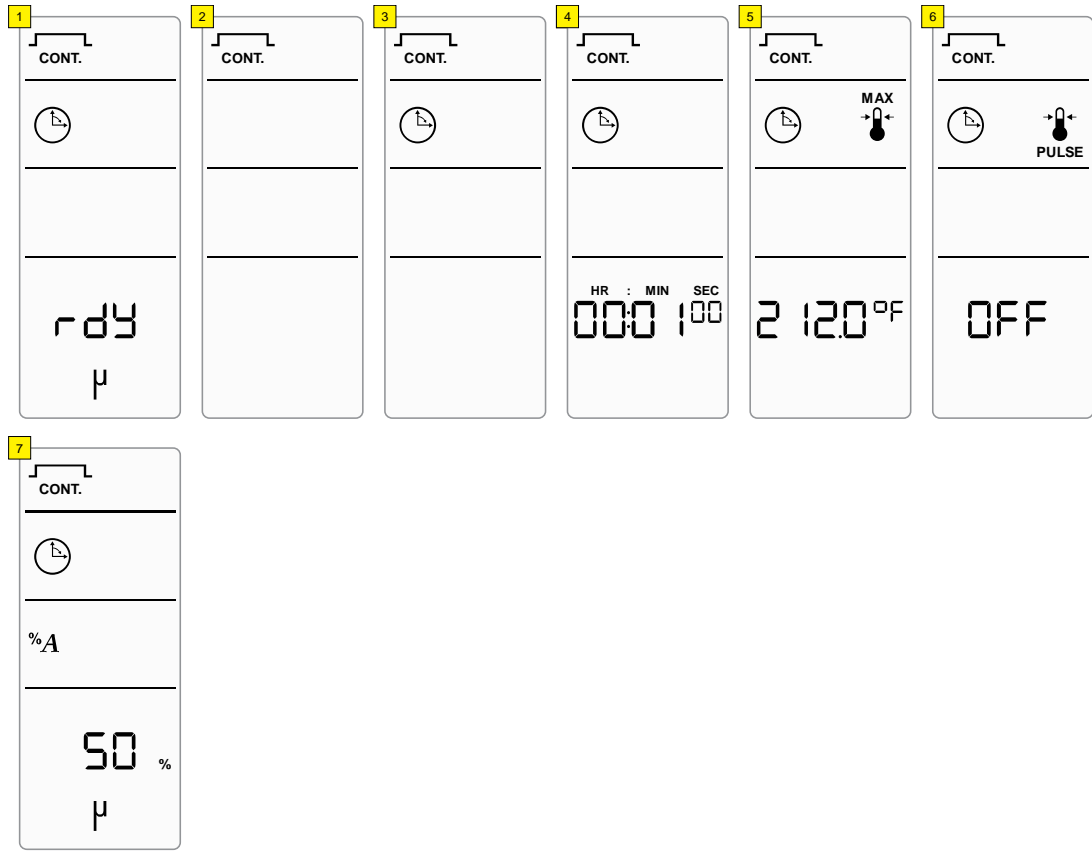 1
CONT.
rdy
µ
2
CONT.
3
CONT.
4
CONT.
HR : MIN SEC
00:01 00
5
CONT.
MAX
212.0 °F
6
CONT.
PULSE
OFF
7
CONT.
%A
50 %
µ